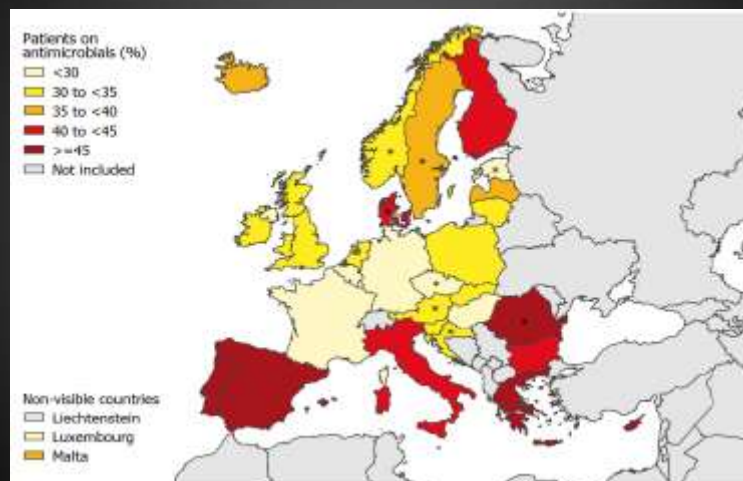 Patients on
antimicrobials (%)
<30
30 to <35
35 to <40
40 to <45
>=45
Not included
Non-visible countries
Liechtenstein
Luxembourg
Malta